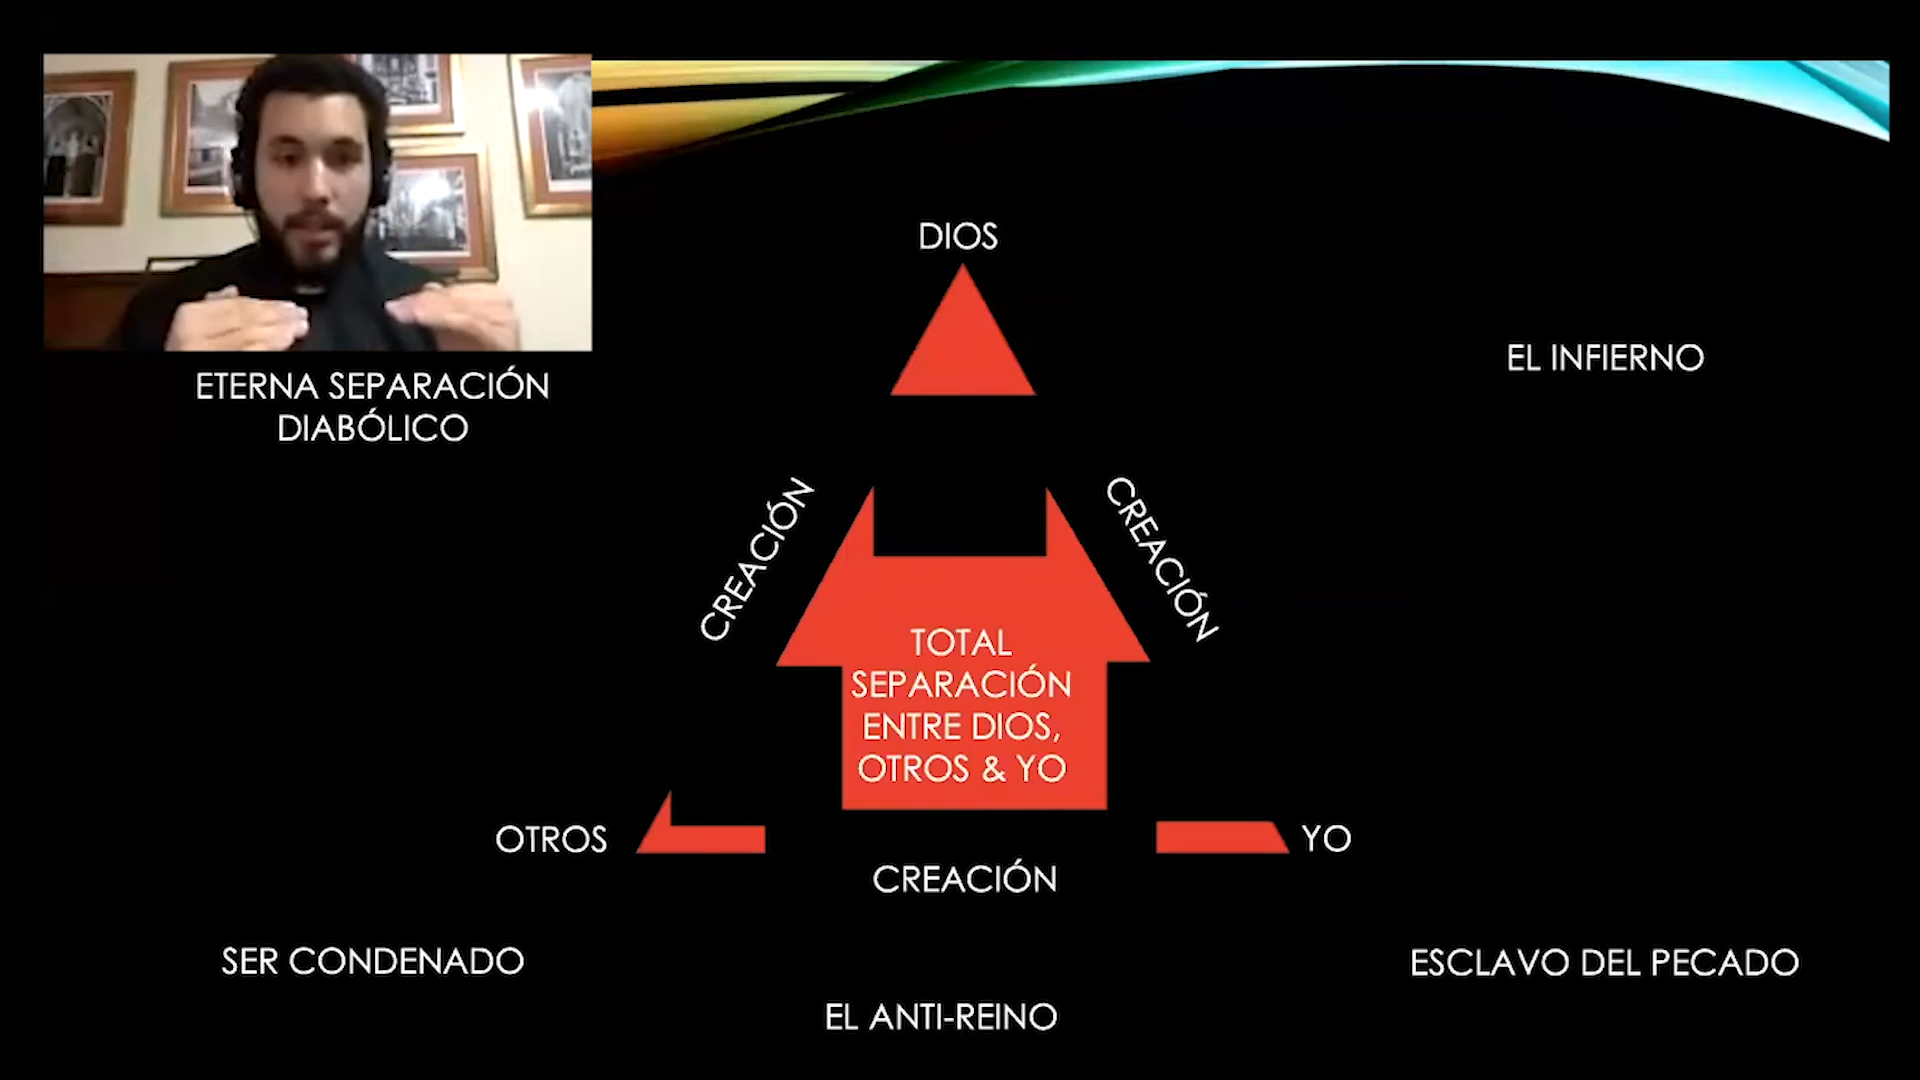 DIOS
EL INFIERNO
ETERNA SEPARACIÓN
DIABÓLICO
CREACIÓN
CREACIÓN
TOTAL
SEPARACIÓN
ENTRE DIOS,
OTROS & YO
OTROS
YO
CREACIÓN
SER CONDENADO
ESCLAVO DEL PECADO
EL ANTI-REINO